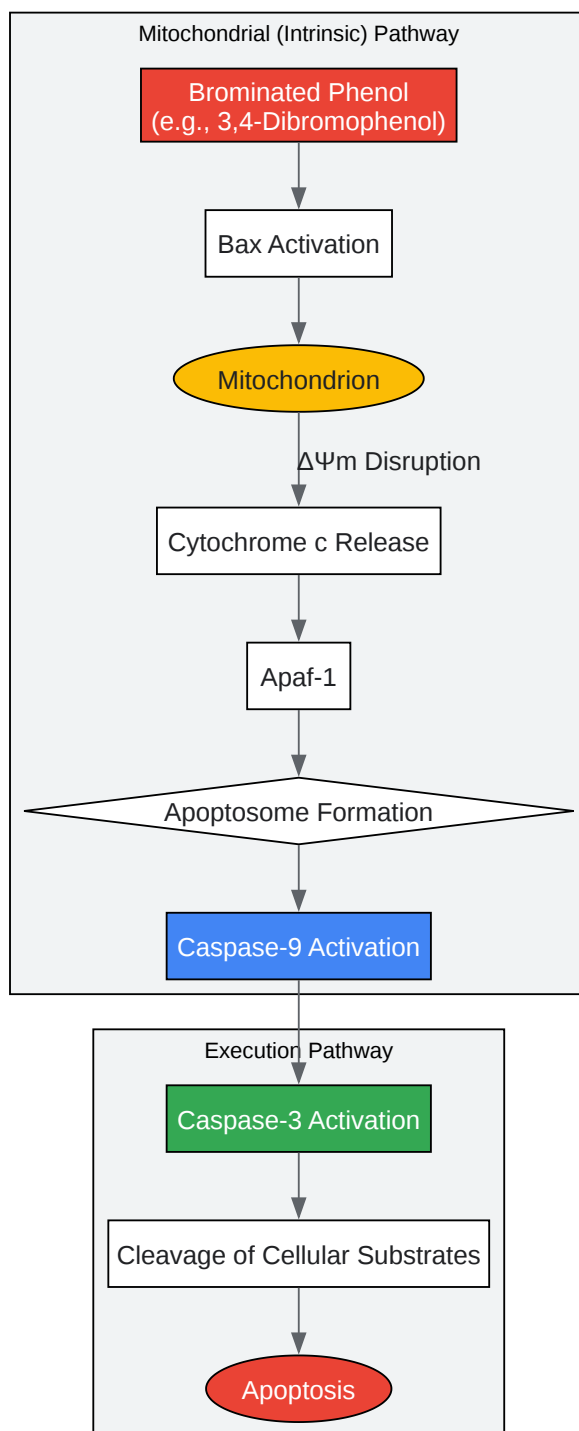 Mitochondrial (Intrinsic) Pathway
Brominated Phenol
(e.g., 3,4-Dibromophenol)
Bax Activation
Mitochondrion
ΔΨm Disruption
Cytochrome c Release
Apaf-1
Apoptosome Formation
Caspase-9 Activation
Execution Pathway
Caspase-3 Activation
Cleavage of Cellular Substrates
Apoptosis